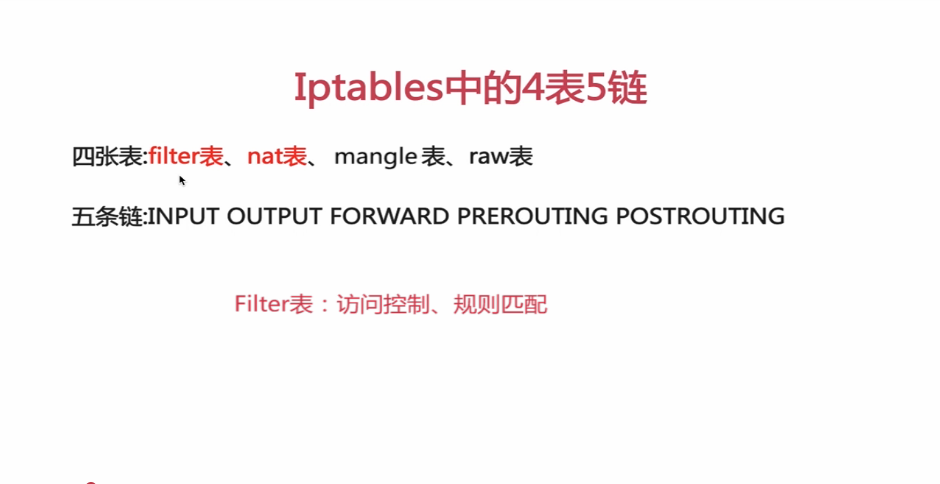 Iptables中的4表5链
四张表:filter表、nat表、 mangle 表、raw表
五条链:INPUT OUTPUT FORWARD PREROUTING POSTROUTING
Filter表：访问控制、规则匹配